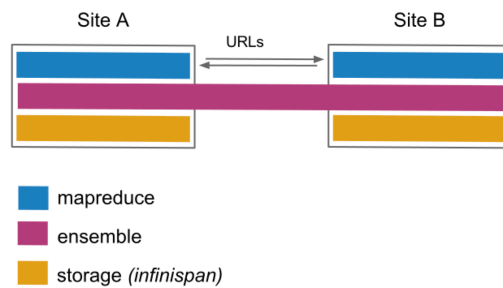 Site A
Site B
URLs
mapreduce
ensemble
storage (infinispan)